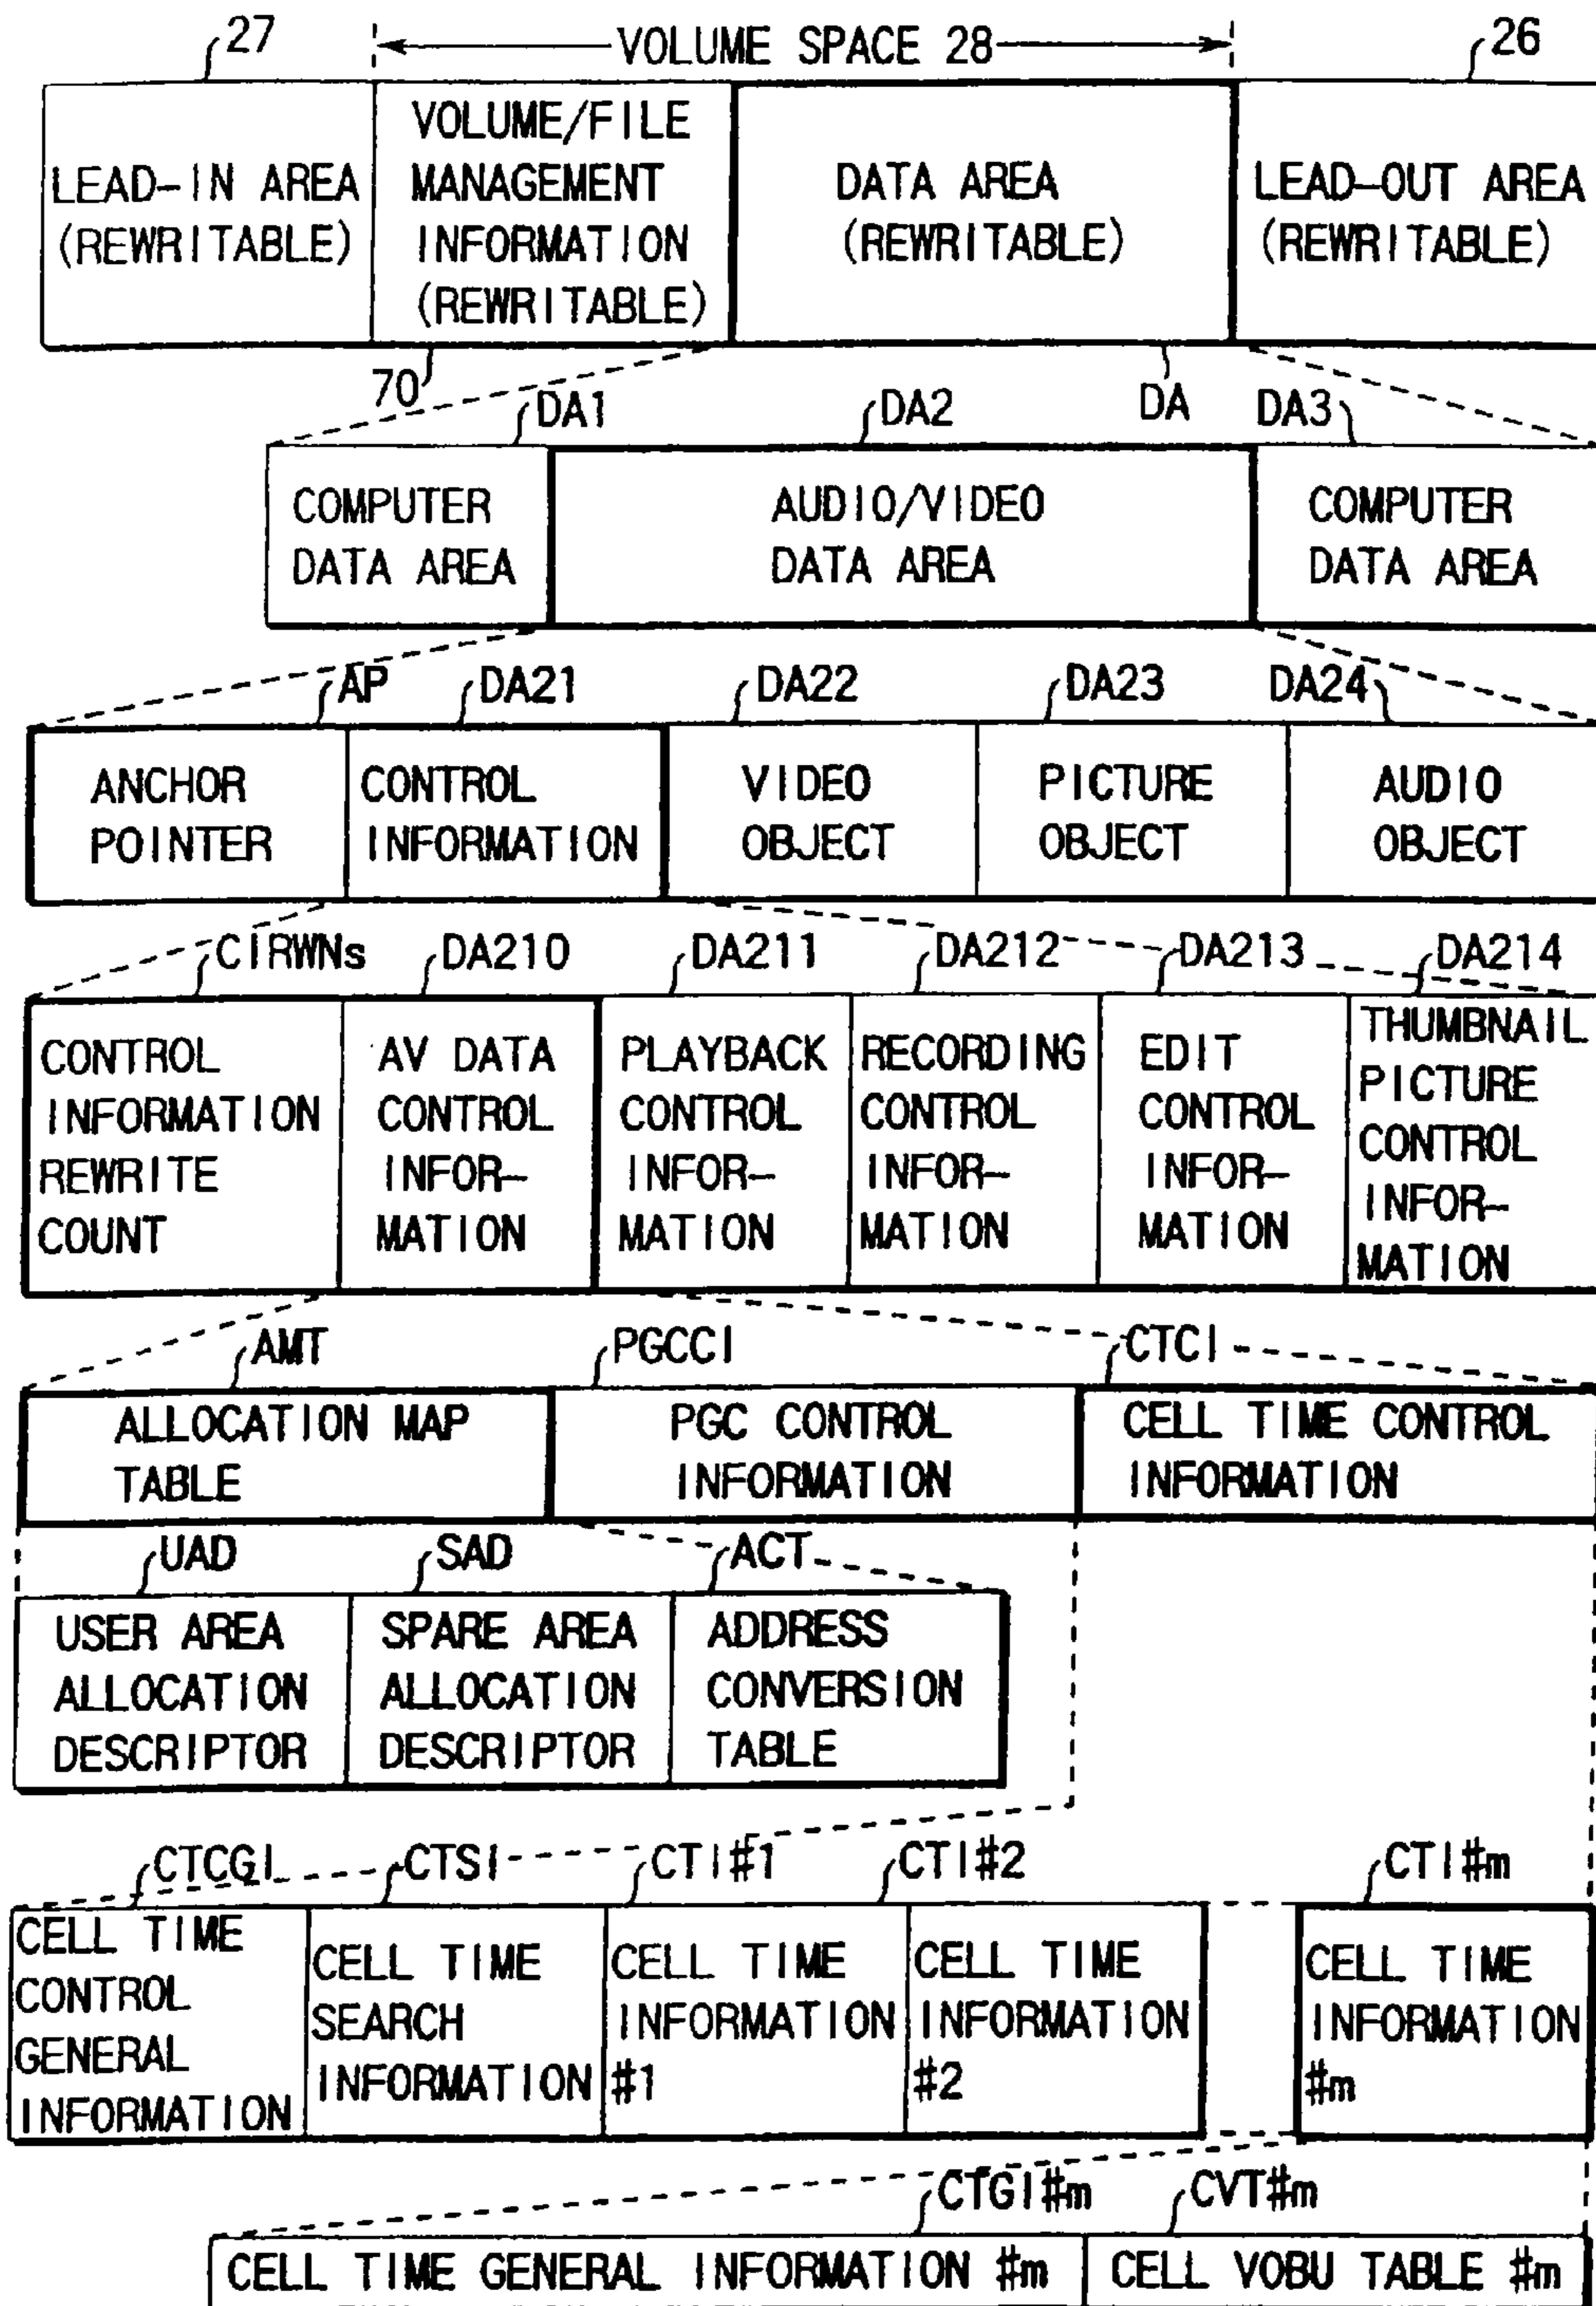 27 VOLUME SPACE 28 26
LEAD-IN AREA
(REWRITABLE)
VOLUME/FILE
MANAGEMENT
INFORMATION
(REWRITABLE)
DATA AREA
(REWRITABLE)
LEAD-OUT AREA
(REWRITABLE)
70 DA1 DA2 DA DA3
COMPUTER
DATA AREA
AUDIO/VIDEO
DATA AREA
COMPUTER
DATA AREA
AP DA21 DA22 DA23 DA24
ANCHOR
POINTER
CONTROL
INFORMATION
VIDEO
OBJECT
PICTURE
OBJECT
AUDIO
OBJECT
CIRWNs DA210 DA211 DA212 DA213 DA214
CONTROL
INFORMATION
REWRITE
COUNT
AV DATA
CONTROL
INFOR-
MATION
PLAYBACK
CONTROL
INFOR-
MATION
RECORDING
CONTROL
INFOR-
MATION
EDIT
CONTROL
INFOR-
MATION
THUMBNAIL
PICTURE
CONTROL
INFOR-
MATION
AMT PGCCI CTCI
ALLOCATION MAP
TABLE
PGC CONTROL
INFORMATION
CELL TIME CONTROL
INFORMATION
UAD SAD ACT
USER AREA
ALLOCATION
DESCRIPTOR
SPARE AREA
ALLOCATION
DESCRIPTOR
ADDRESS
CONVERSION
TABLE
CTCGI CTSI CTI#1 CTI#2 CTI#m
CELL TIME
CONTROL
GENERAL
INFORMATION
CELL TIME
SEARCH
INFORMATION
CELL TIME
INFORMATION
#1
CELL TIME
INFORMATION
#2
CELL TIME
INFORMATION
#m
CTGI#m CVT#m
CELL TIME GENERAL INFORMATION #m
CELL VOBU TABLE #m